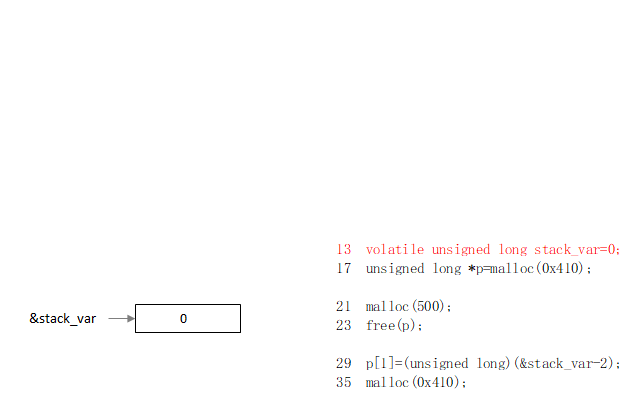 13 volatile unsigned long stack_var=0;
17 unsigned long *p=malloc(0x410);
21 malloc(500);
23 free(p);
29 p[1]=(unsigned long)(&stack_var-2);
35 malloc(0x410);
&stack_var
0